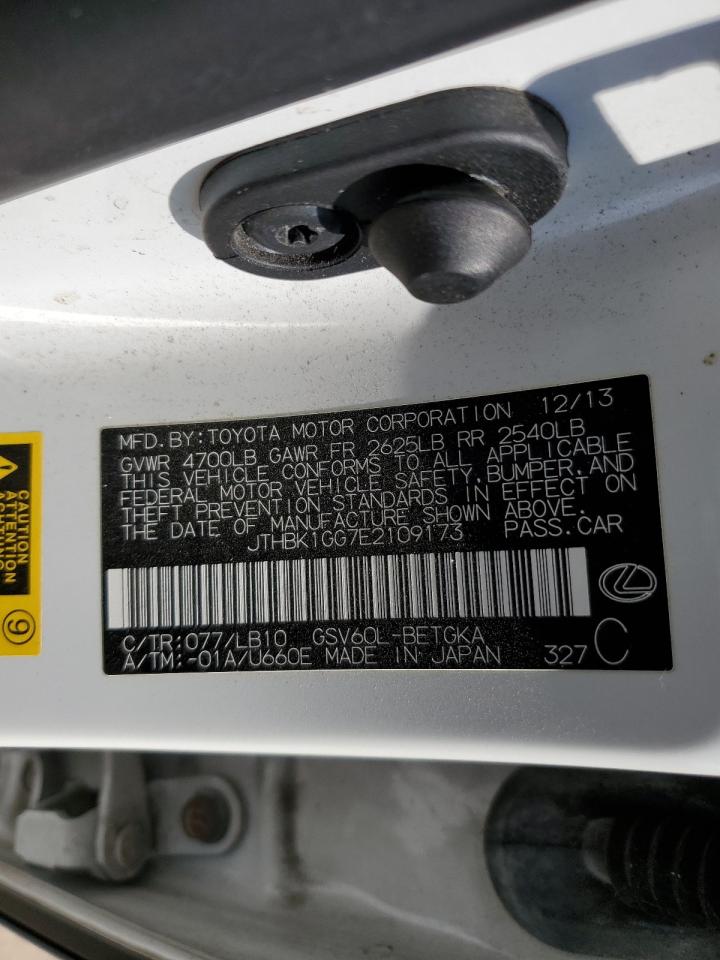 MFD. BY: TOYOTA MOTOR CORPORATION 12/13
GVWR 4700LB GAWR FR 2625LB RR 2540LB
THIS VEHICLE CONFORMS TO ALL APPLICABLE
FEDERAL MOTOR VEHICLE SAFETY, BUMPER, AND
THEFT PREVENTION STANDARDS IN EFFECT ON
THE DATE OF MANUFACTURE SHOWN ABOVE.
JTHBK1GG7E2109173 PASS. CAR
C/TR: 077/LB10 GSV60L-BETGKA
A/TM: -01A/U660E MADE IN JAPAN 327 C
CAUTION
ATTENTION
9